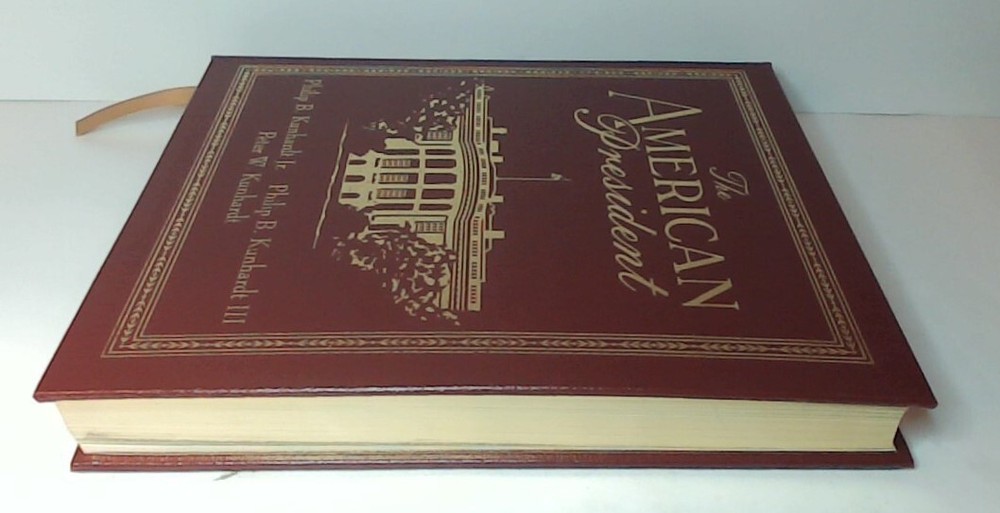 The
AMERICAN
President
Philip B. Kunhardt Jr. Philip B. Kunhardt III
Peter W. Kunhardt